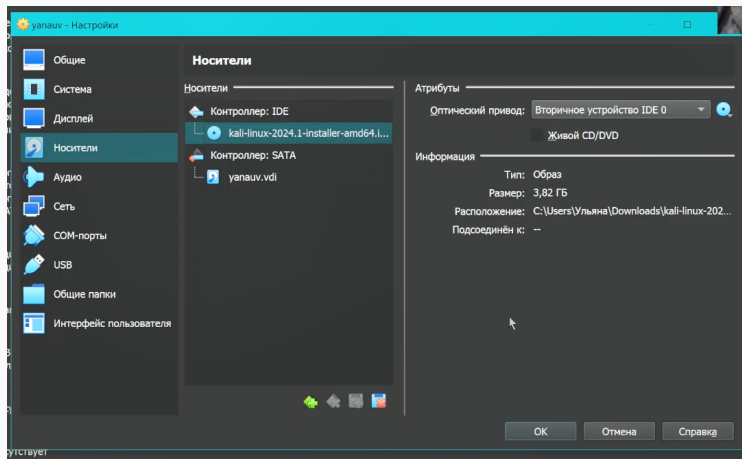 yanauv - Настройки
Общие
Система
Дисплей
Носители
Аудио
Сеть
COM-порты
USB
Общие папки
Интерфейс пользователя
Носители
Носители
Контроллер: IDE
kali-linux-2024.1-installer-amd64.i...
Контроллер: SATA
yanauv.vdi
Атрибуты
Оптический привод: Вторичное устройство IDE 0
Живой CD/DVD
Информация
Тип: Образ
Размер: 3,82 ГБ
Расположение: C:\Users\Ульяна\Downloads\kali-linux-202...
Подсоединён к: --
OK
Отмена
Справка